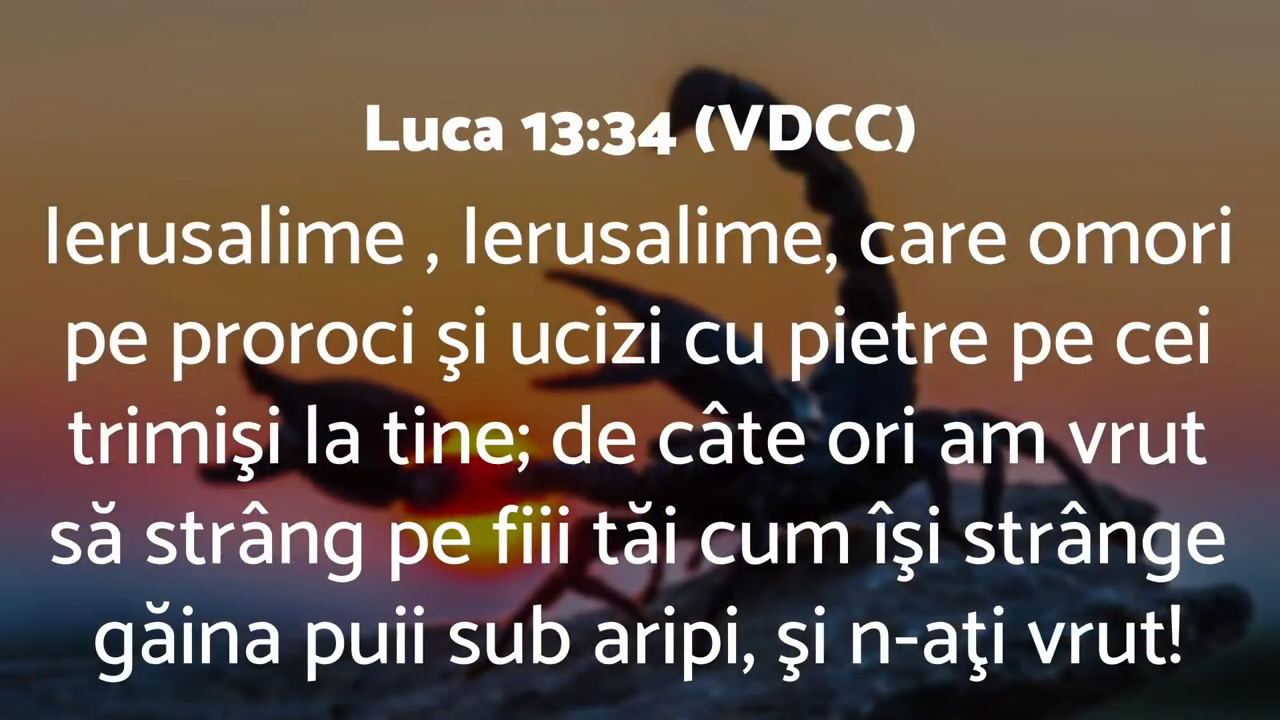 Luca 13:34 (VDCC)
Ierusalime , Ierusalime, care omori
pe proroci şi ucizi cu pietre pe cei
trimişi la tine; de câte ori am vrut
să strâng pe fiii tăi cum îşi strânge
găina puii sub aripi, şi n-aţi vrut!